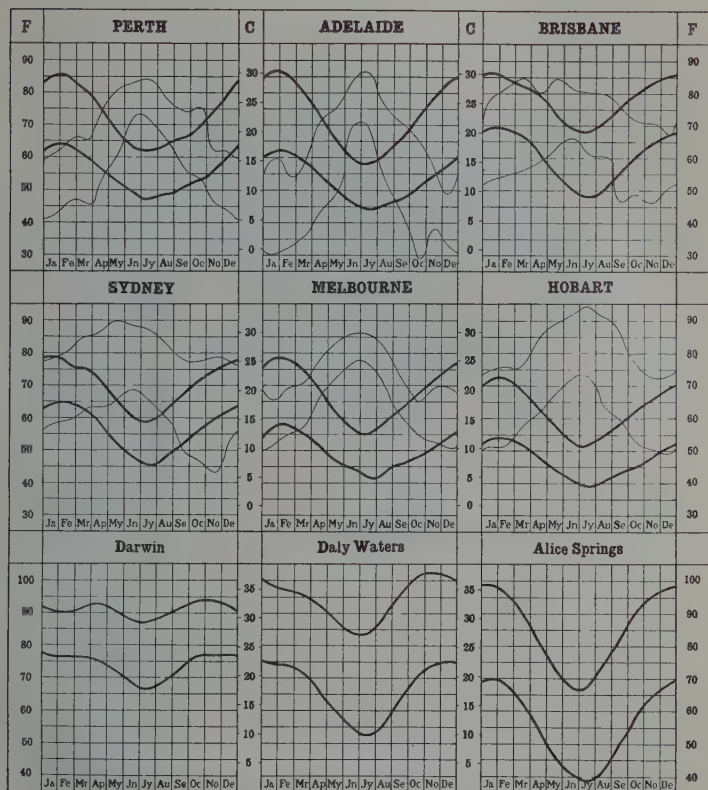 F PERTH C ADELAIDE C BRISBANE F
90 80 70 60 50 40 30
30 25 20 15 10 5 0
30 25 20 15 10 5 0
90 80 70 60 50 40 30
Ja Fe Mr Ap My Jn Jy Au Se Oc No De
Ja Fe Mr Ap My Jn Jy Au Se Oc No De
Ja Fe Mr Ap My Jn Jy Au Se Oc No De
SYDNEY MELBOURNE HOBART
90 80 70 60 50 40 30
30 25 20 15 10 5 0
30 25 20 15 10 5 0
90 80 70 60 50 40 30
Ja Fe Mr Ap My Jn Jy Au Se Oc No De
Ja Fe Mr Ap My Jn Jy Au Se Oc No De
Ja Fe Mr Ap My Jn Jy Au Se Oc No De
Darwin Daly Waters Alice Springs
100 90 80 70 60 50 40
35 30 25 20 15 10 5
35 30 25 20 15 10 5
100 90 80 70 60 50 40
Ja Fe Mr Ap My Jn Jy Au Se Oc No De
Ja Fe Mr Ap My Jn Jy Au Se Oc No De
Ja Fe Mr Ap My Jn Jy Au Se Oc No De